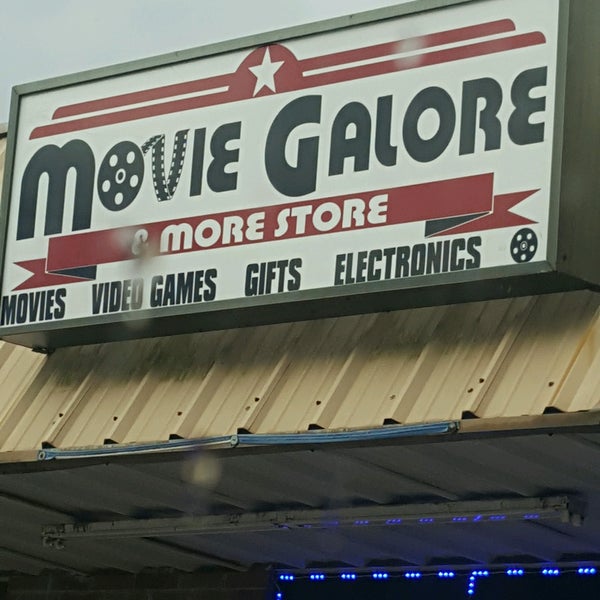 MOVIE GALORE
& MORE STORE
MOVIES VIDEO GAMES GIFTS ELECTRONICS